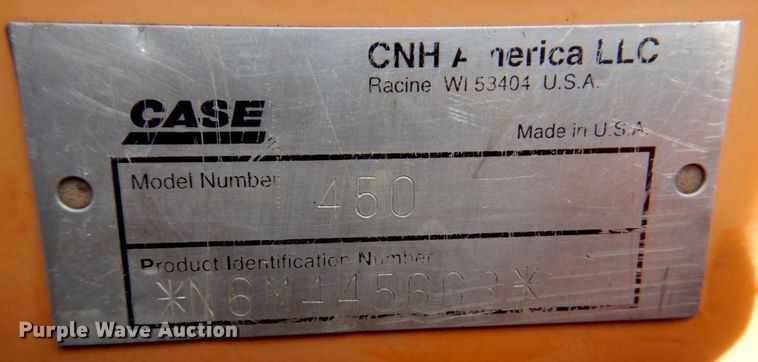 CNH America LLC
Racine WI 53404 U.S.A.
CASE
Made in U.S.A.
Model Number
450
Product Identification Number
Purple Wave Auction